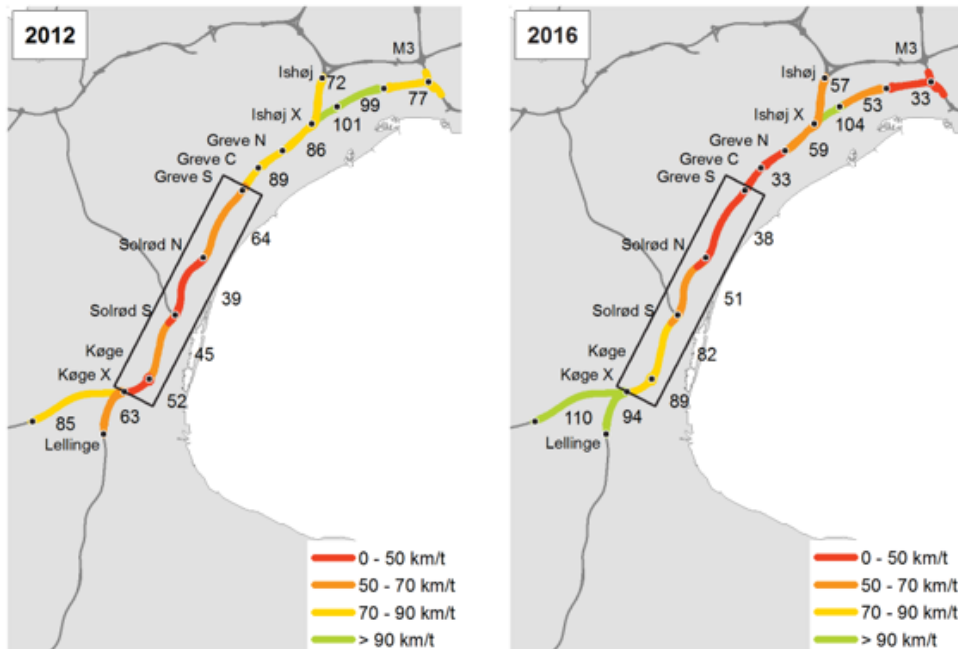 2012
M3
Ishøj
72
99
77
Ishøj X
101
Greve N
86
Greve C
Greve S
89
64
Solrød N
39
Solrød S
45
Køge
Køge X
52
63
85
Lellinge
0 - 50 km/t
50 - 70 km/t
70 - 90 km/t
> 90 km/t
2016
M3
Ishøj
57
53
33
Ishøj X
104
Greve N
59
Greve C
Greve S
33
38
Solrød N
51
Solrød S
82
Køge
Køge X
89
94
110
Lellinge
0 - 50 km/t
50 - 70 km/t
70 - 90 km/t
> 90 km/t